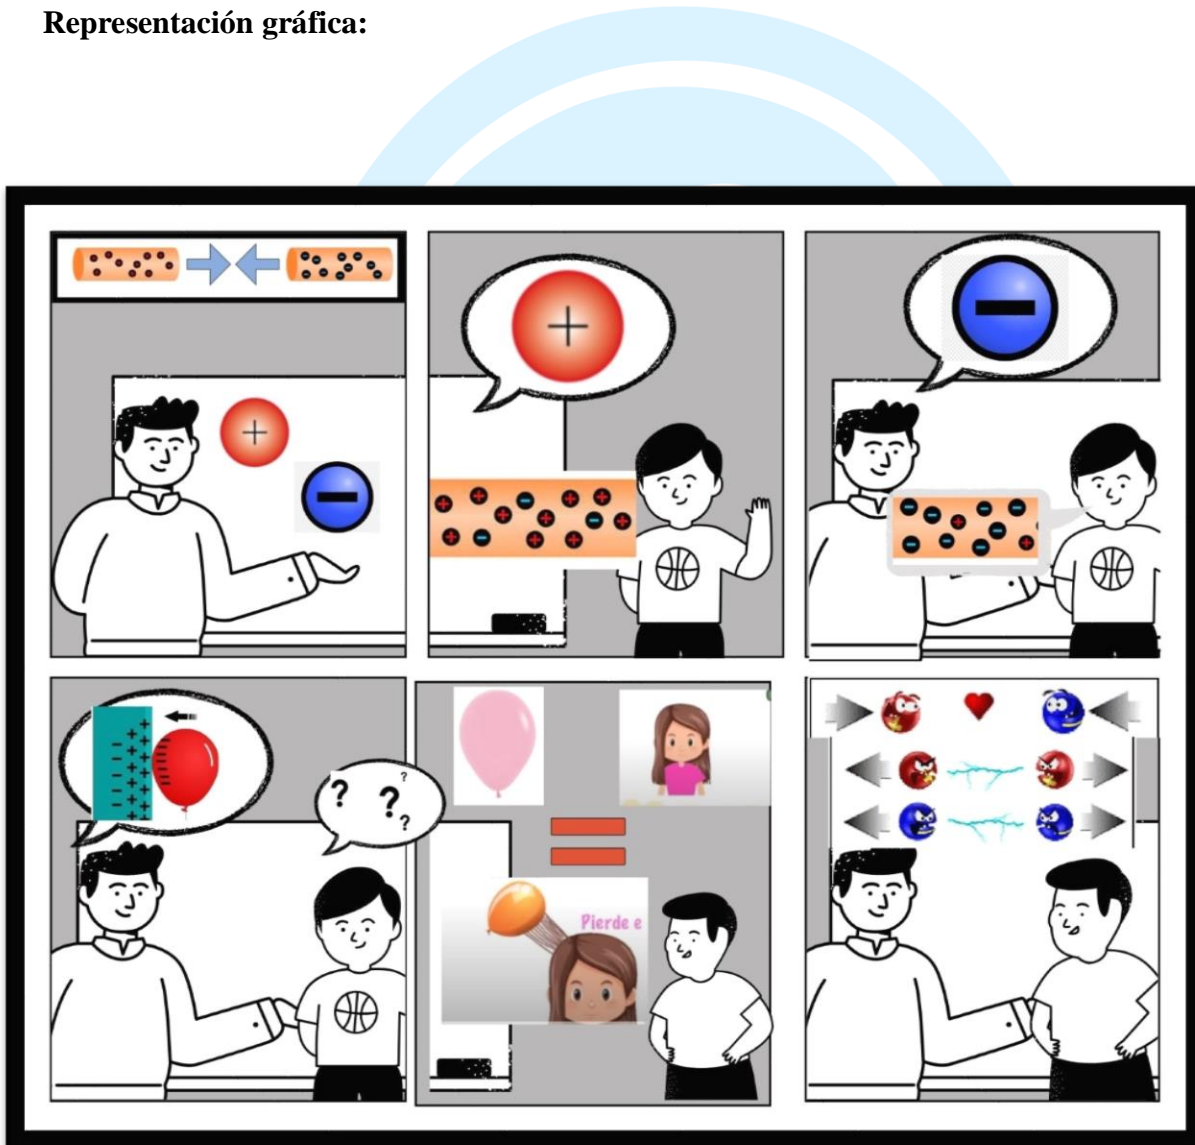 Representación gráfica:
+
+
-
-
? ? ? ?
Pierde e